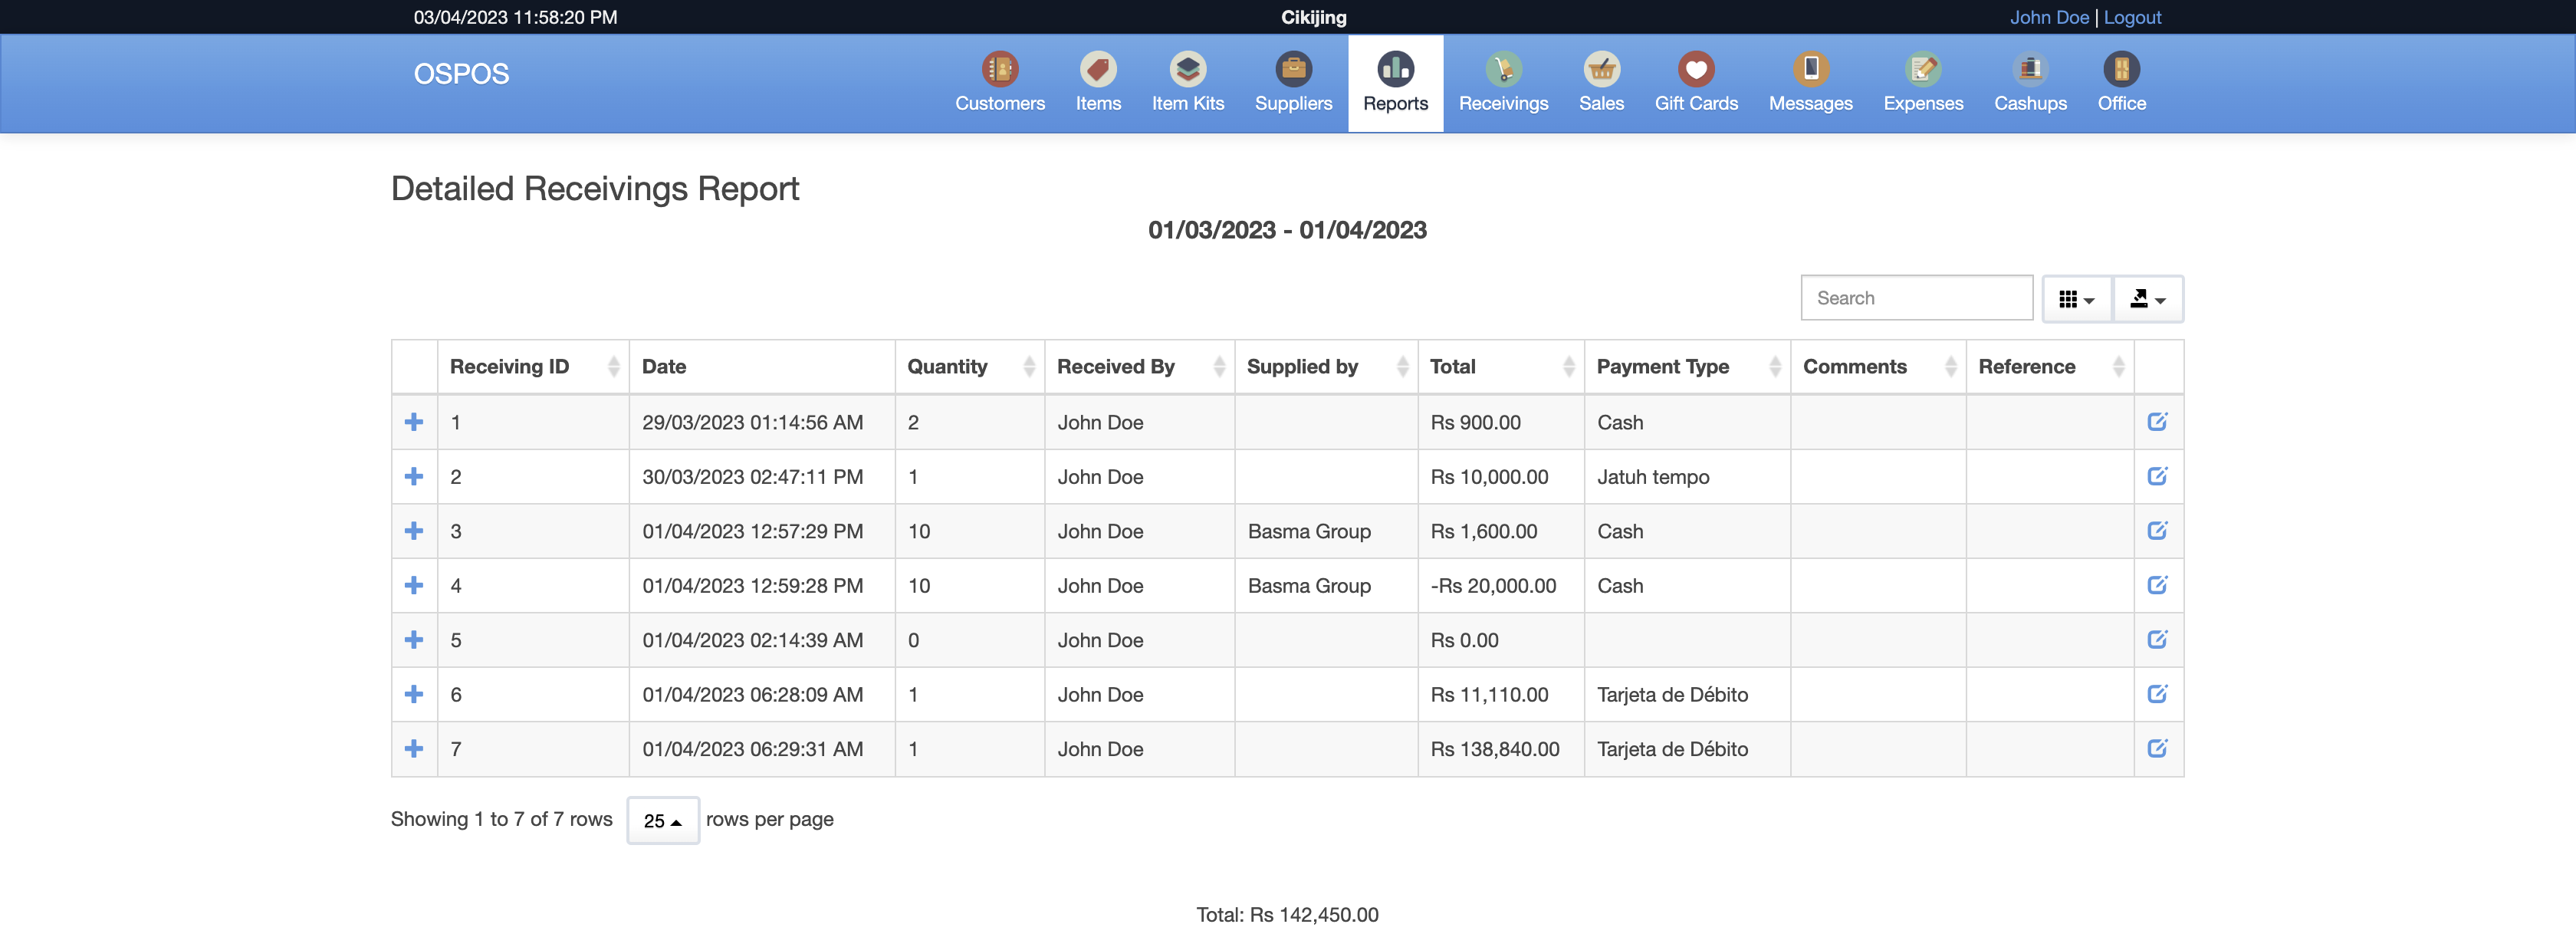 03/04/2023 11:58:20 PM Cikijing John Doe | Logout
OSPOS Customers Items Item Kits Suppliers Reports Receivings Sales Gift Cards Messages Expenses Cashups Office
Detailed Receivings Report
01/03/2023 - 01/04/2023
Search
Receiving ID Date Quantity Received By Supplied by Total Payment Type Comments Reference
1 29/03/2023 01:14:56 AM 2 John Doe Rs 900.00 Cash
2 30/03/2023 02:47:11 PM 1 John Doe Rs 10,000.00 Jatuh tempo
3 01/04/2023 12:57:29 PM 10 John Doe Basma Group Rs 1,600.00 Cash
4 01/04/2023 12:59:28 PM 10 John Doe Basma Group -Rs 20,000.00 Cash
5 01/04/2023 02:14:39 AM 0 John Doe Rs 0.00
6 01/04/2023 06:28:09 AM 1 John Doe Rs 11,110.00 Tarjeta de Débito
7 01/04/2023 06:29:31 AM 1 John Doe Rs 138,840.00 Tarjeta de Débito
Showing 1 to 7 of 7 rows 25 rows per page
Total: Rs 142,450.00